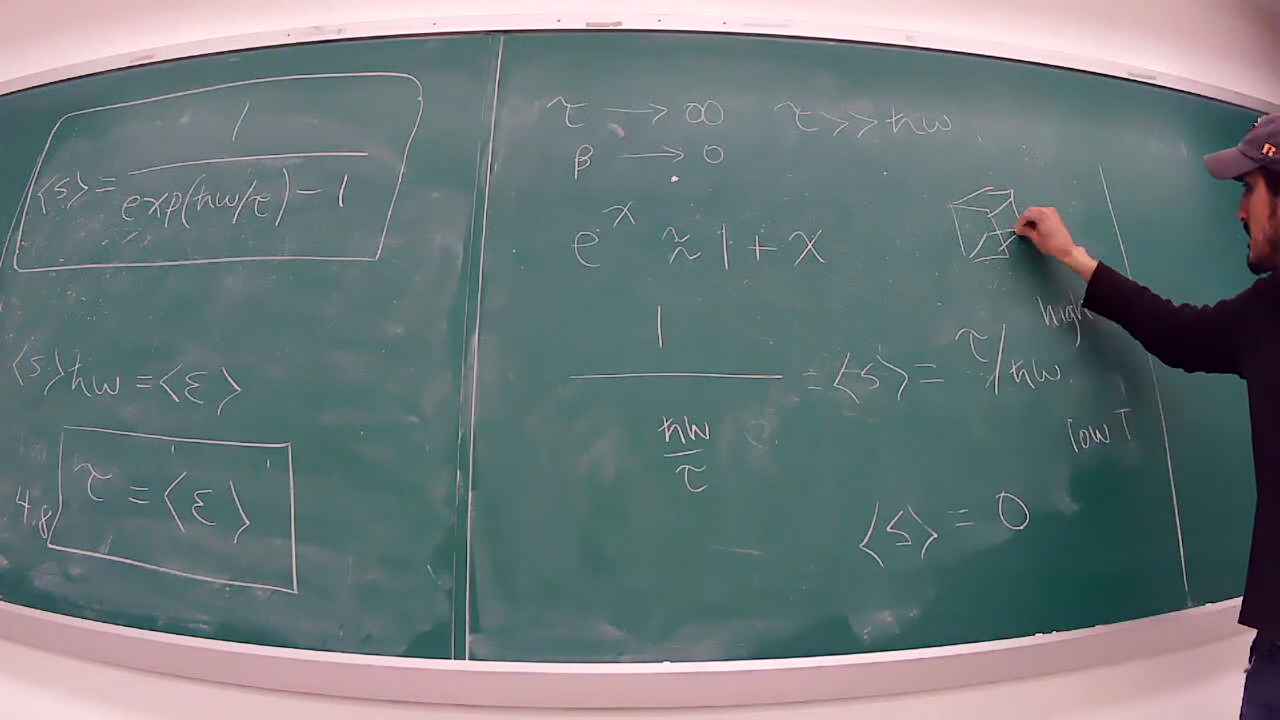 ⟨s⟩ = 1 / exp(ħω/τ) − 1
⟨s⟩ħω = ⟨ε⟩
4.8 τ = ⟨ε⟩
τ → ∞ τ >> ħω
β → 0
e^x ≈ 1 + x
1 / (ħω/τ) = ⟨s⟩ = τ/ħω
high
low T
⟨s⟩ = 0
B